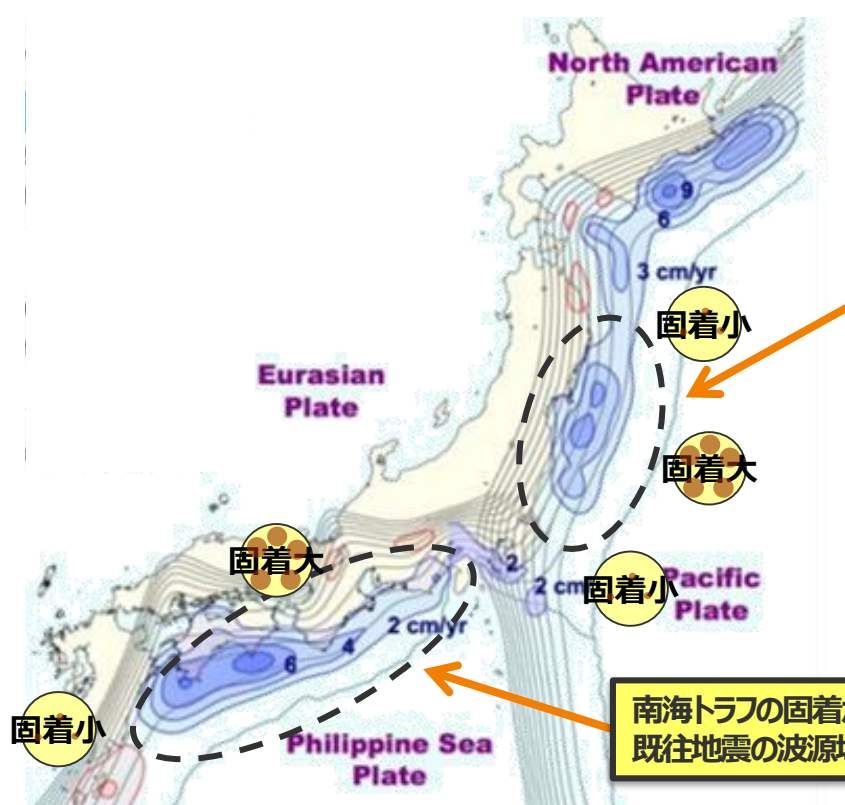 North American
Plate
9
6
3 cm/yr
固着小
Eurasian
Plate
固着大
固着大
2
2 cm
固着小
Pacific
Plate
2 cm/yr
4
6
固着小
南海トラフの固着
既往地震の波源
Philippine Sea
Plate